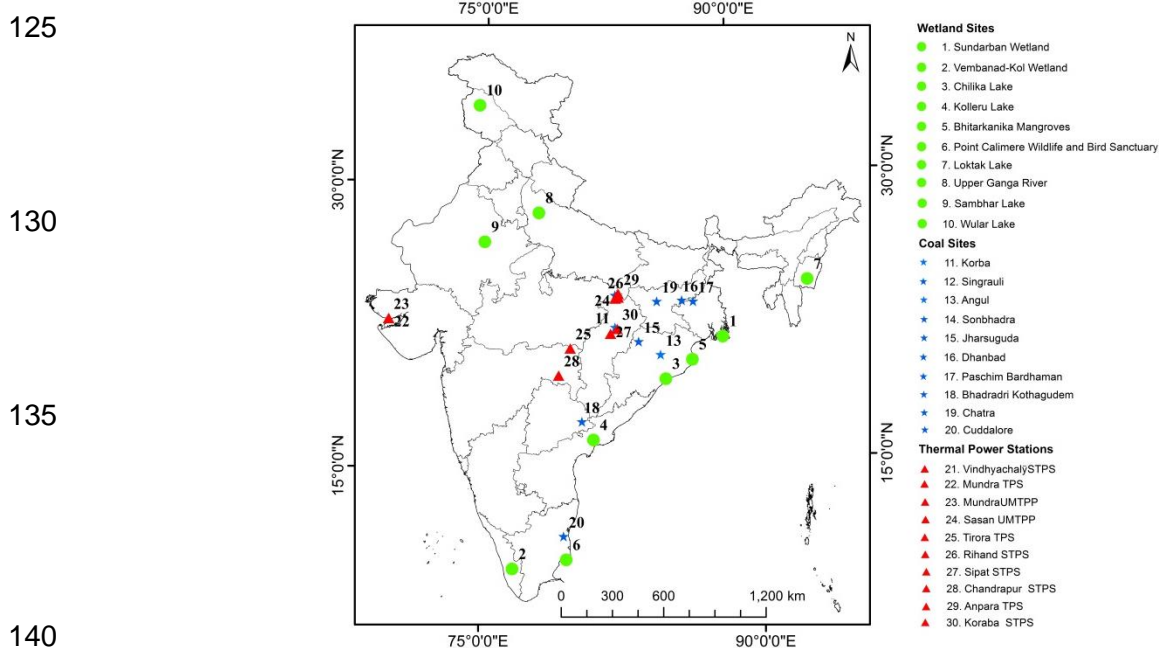 125
130
135
140
75°0'0"E
90°0'0"E
N
30°0'0"N
30°0'0"N
15°0'0"N
15°0'0"N
10
8
9
7
23
22
26
29
24
19
16
17
11
30
27
15
1
25
13
5
28
3
18
4
20
6
2
0
300
600
1,200 km
75°0'0"E
90°0'0"E
Wetland Sites
1. Sundarban Wetland
2. Vembanad-Kol Wetland
3. Chilika Lake
4. Kolleru Lake
5. Bhitarkanika Mangroves
6. Point Calimere Wildlife and Bird Sanctuary
7. Loktak Lake
8. Upper Ganga River
9. Sambhar Lake
10. Wular Lake
Coal Sites
11. Korba
12. Singrauli
13. Angul
14. Sonbhadra
15. Jharsuguda
16. Dhanbad
17. Paschim Bardhaman
18. Bhadradri Kothagudem
19. Chatra
20. Cuddalore
Thermal Power Stations
21. VindhyachalÿSTPS
22. Mundra TPS
23. MundraUMTPP
24. Sasan UMTPP
25. Tirora TPS
26. Rihand STPS
27. Sipat STPS
28. Chandrapur STPS
29. Anpara TPS
30. Koraba STPS